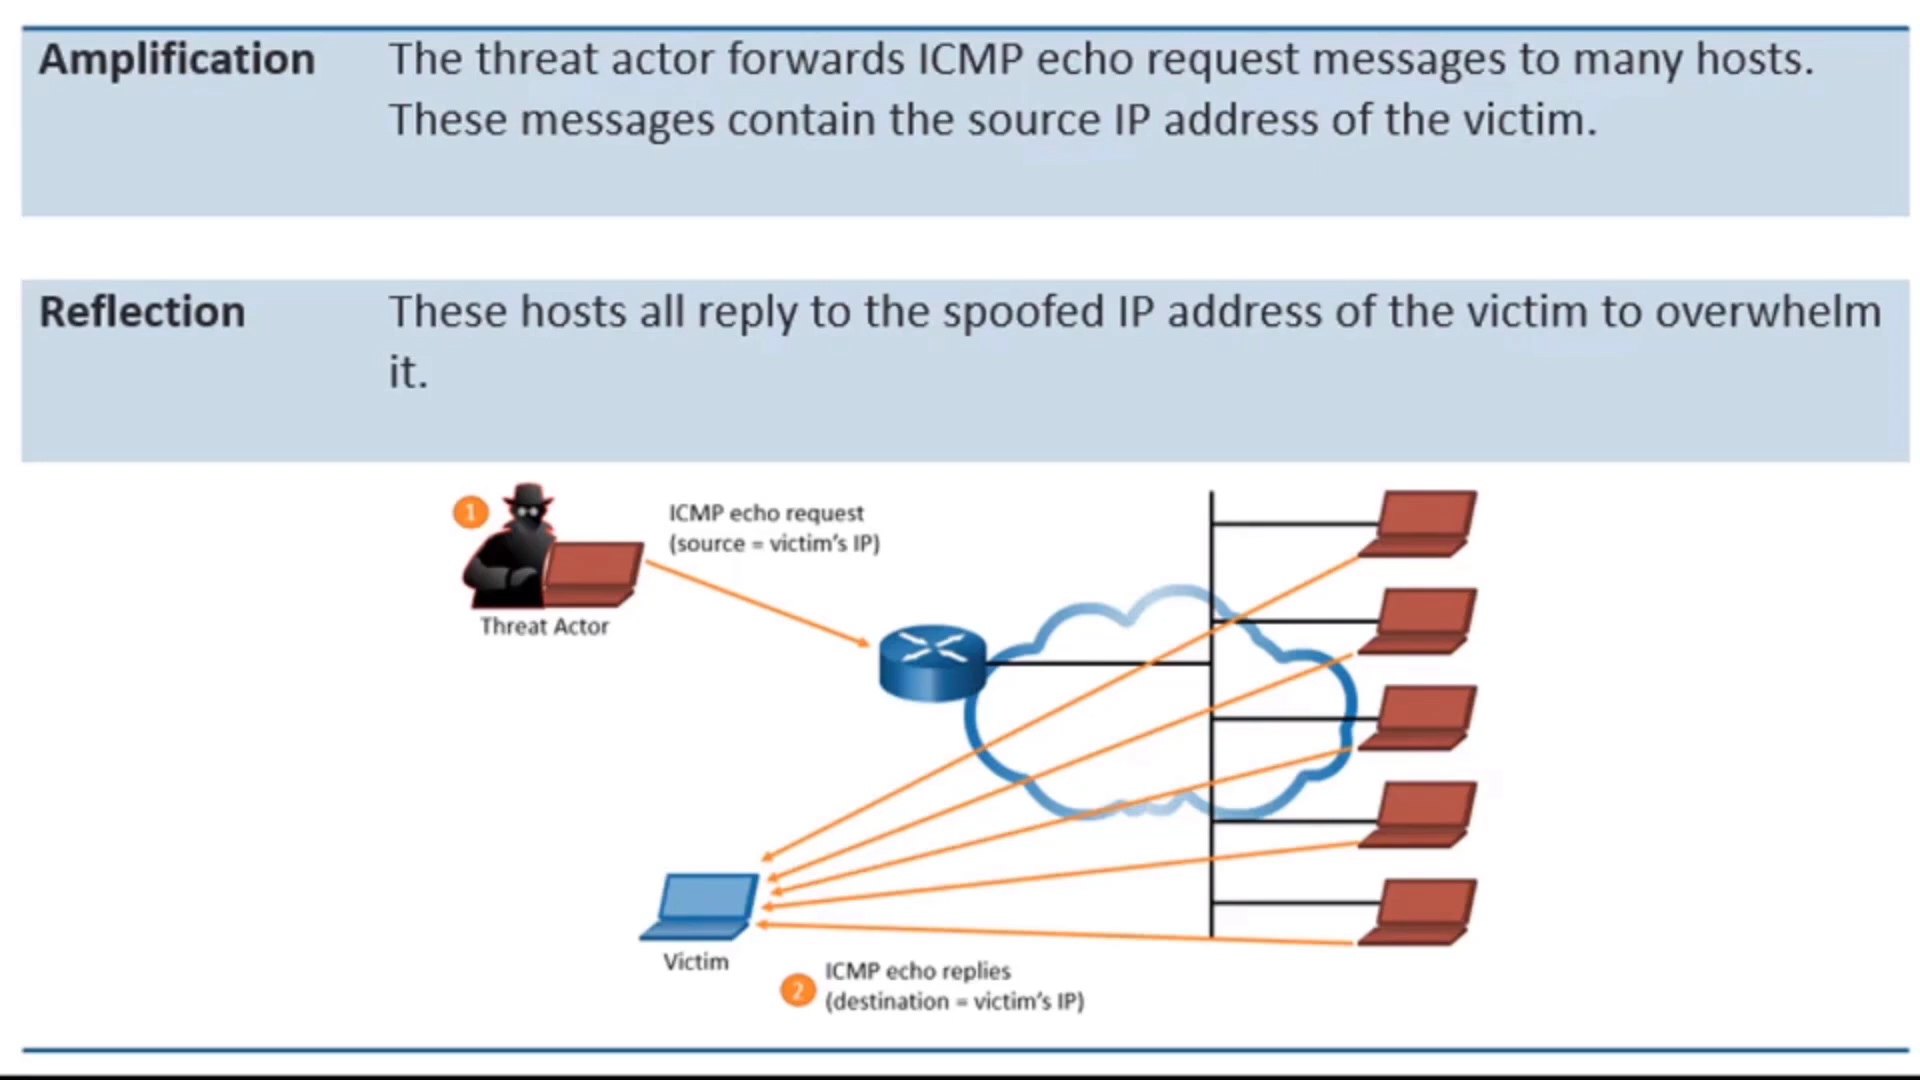 Amplification
The threat actor forwards ICMP echo request messages to many hosts.
These messages contain the source IP address of the victim.
Reflection
These hosts all reply to the spoofed IP address of the victim to overwhelm
it.
1
ICMP echo request
(source = victim's IP)
Threat Actor
Victim
2
ICMP echo replies
(destination = victim's IP)